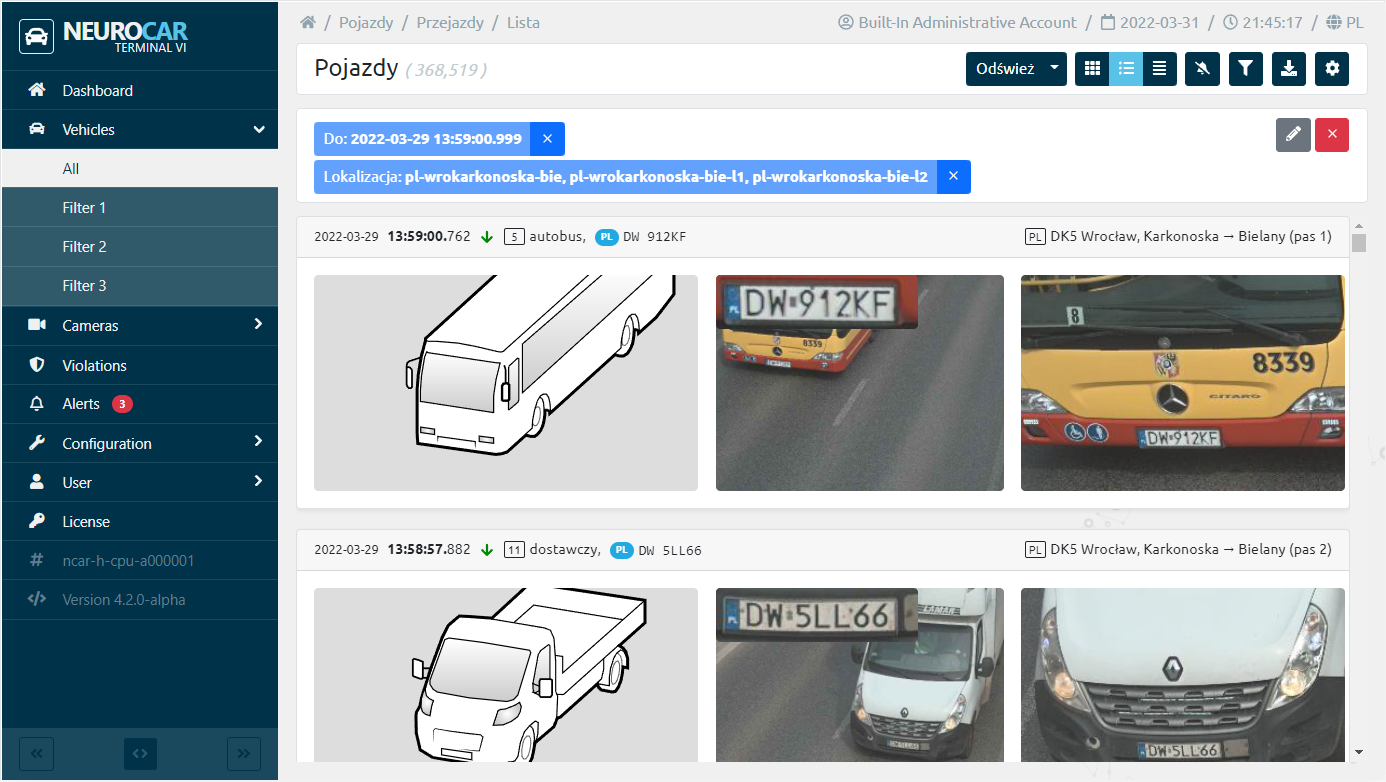 NEUROCAR
TERMINAL VI
Dashboard
Vehicles
All
Filter 1
Filter 2
Filter 3
Cameras
Violations
Alerts 3
Configuration
User
License
# ncar-h-cpu-a000001
</> Version 4.2.0-alpha
/ Pojazdy / Przejazdy / Lista
Built-In Administrative Account / 2022-03-31 / 21:45:17 / PL
Pojazdy ( 368,519 )
Odśwież
Do: 2022-03-29 13:59:00.999 ×
Lokalizacja: pl-wrokarkonoska-bie, pl-wrokarkonoska-bie-l1, pl-wrokarkonoska-bie-l2 ×
2022-03-29 13:59:00.762 ↓ 5 autobus, PL DW 912KF
PL DK5 Wrocław, Karkonoska → Bielany (pas 1)
PL DW 912KF
8339
8
8339
CITARO
DW 912KF
2022-03-29 13:58:57.882 ↓ 11 dostawczy, PL DW 5LL66
PL DK5 Wrocław, Karkonoska → Bielany (pas 2)
PL DW 5LL66
LAMAR
DW 5LL66
DW 5LL66